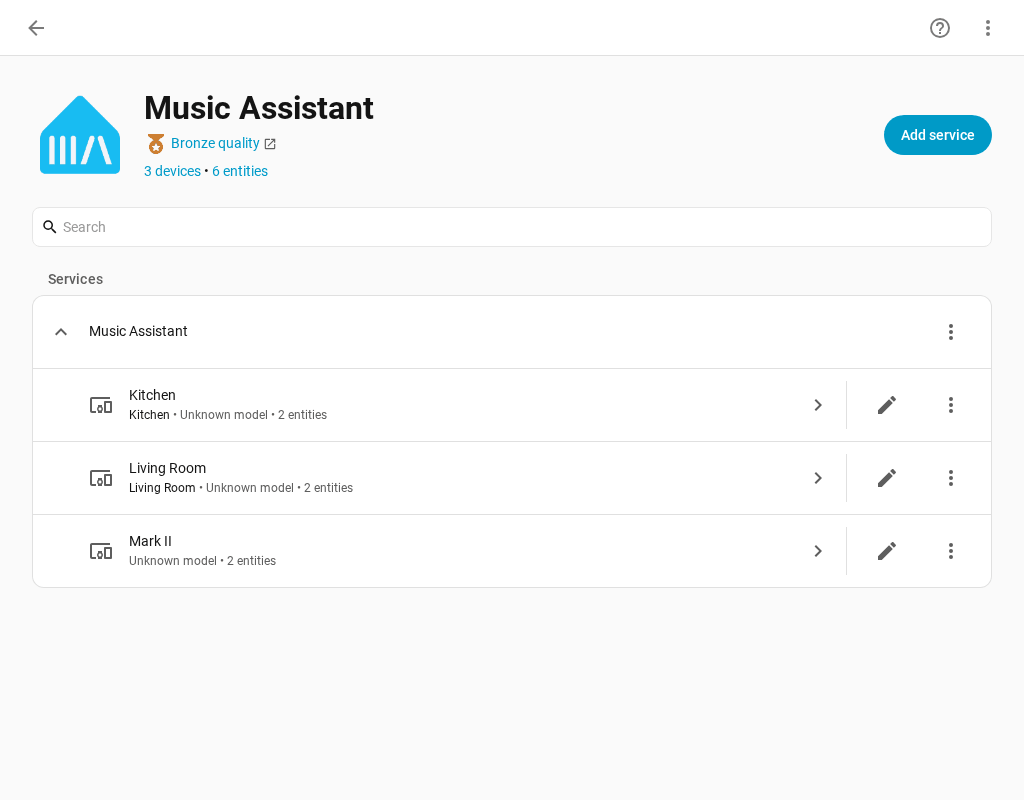 Music Assistant
Bronze quality
Add service
3 devices • 6 entities
Search
Services
Music Assistant
Kitchen
Kitchen • Unknown model • 2 entities
Living Room
Living Room • Unknown model • 2 entities
Mark II
Unknown model • 2 entities